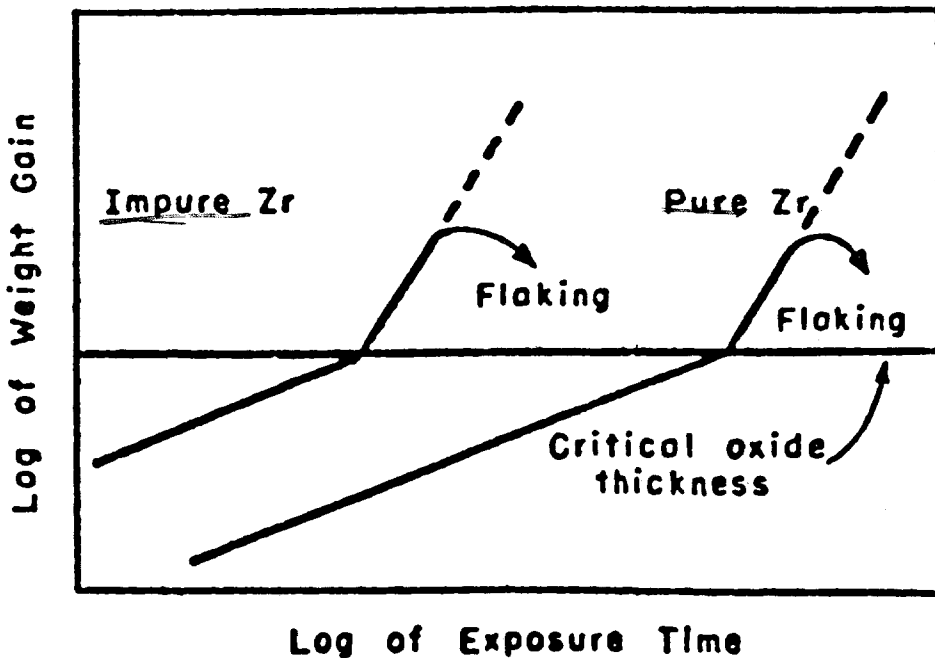 Log of Weight Gain
Impure Zr
Pure Zr
Flaking
Flaking
Critical oxide
thickness
Log of Exposure Time